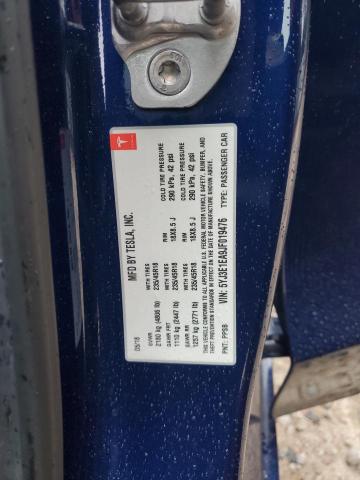 TESLA
MFD BY TESLA, INC.
05/18
GVWR
2180 kg (4806 lb)
GAWR FRT WITH TIRES RIM COLD TIRE PRESSURE
1110 kg (2447 lb) 235/45R18 18X8.5 J 290 kPa, 42 psi
GAWR RR WITH TIRES RIM COLD TIRE PRESSURE
1257 kg (2771 lb) 235/45R18 18X8.5 J 290 kPa, 42 psi
THIS VEHICLE CONFORMS TO ALL APPLICABLE U.S. FEDERAL MOTOR VEHICLE SAFETY, BUMPER, AND
THEFT PREVENTION STANDARDS IN EFFECT ON THE DATE OF MANUFACTURE SHOWN ABOVE.
VIN: 5YJ3E1EA9JF019476 TYPE: PASSENGER CAR
PNT: PPSB